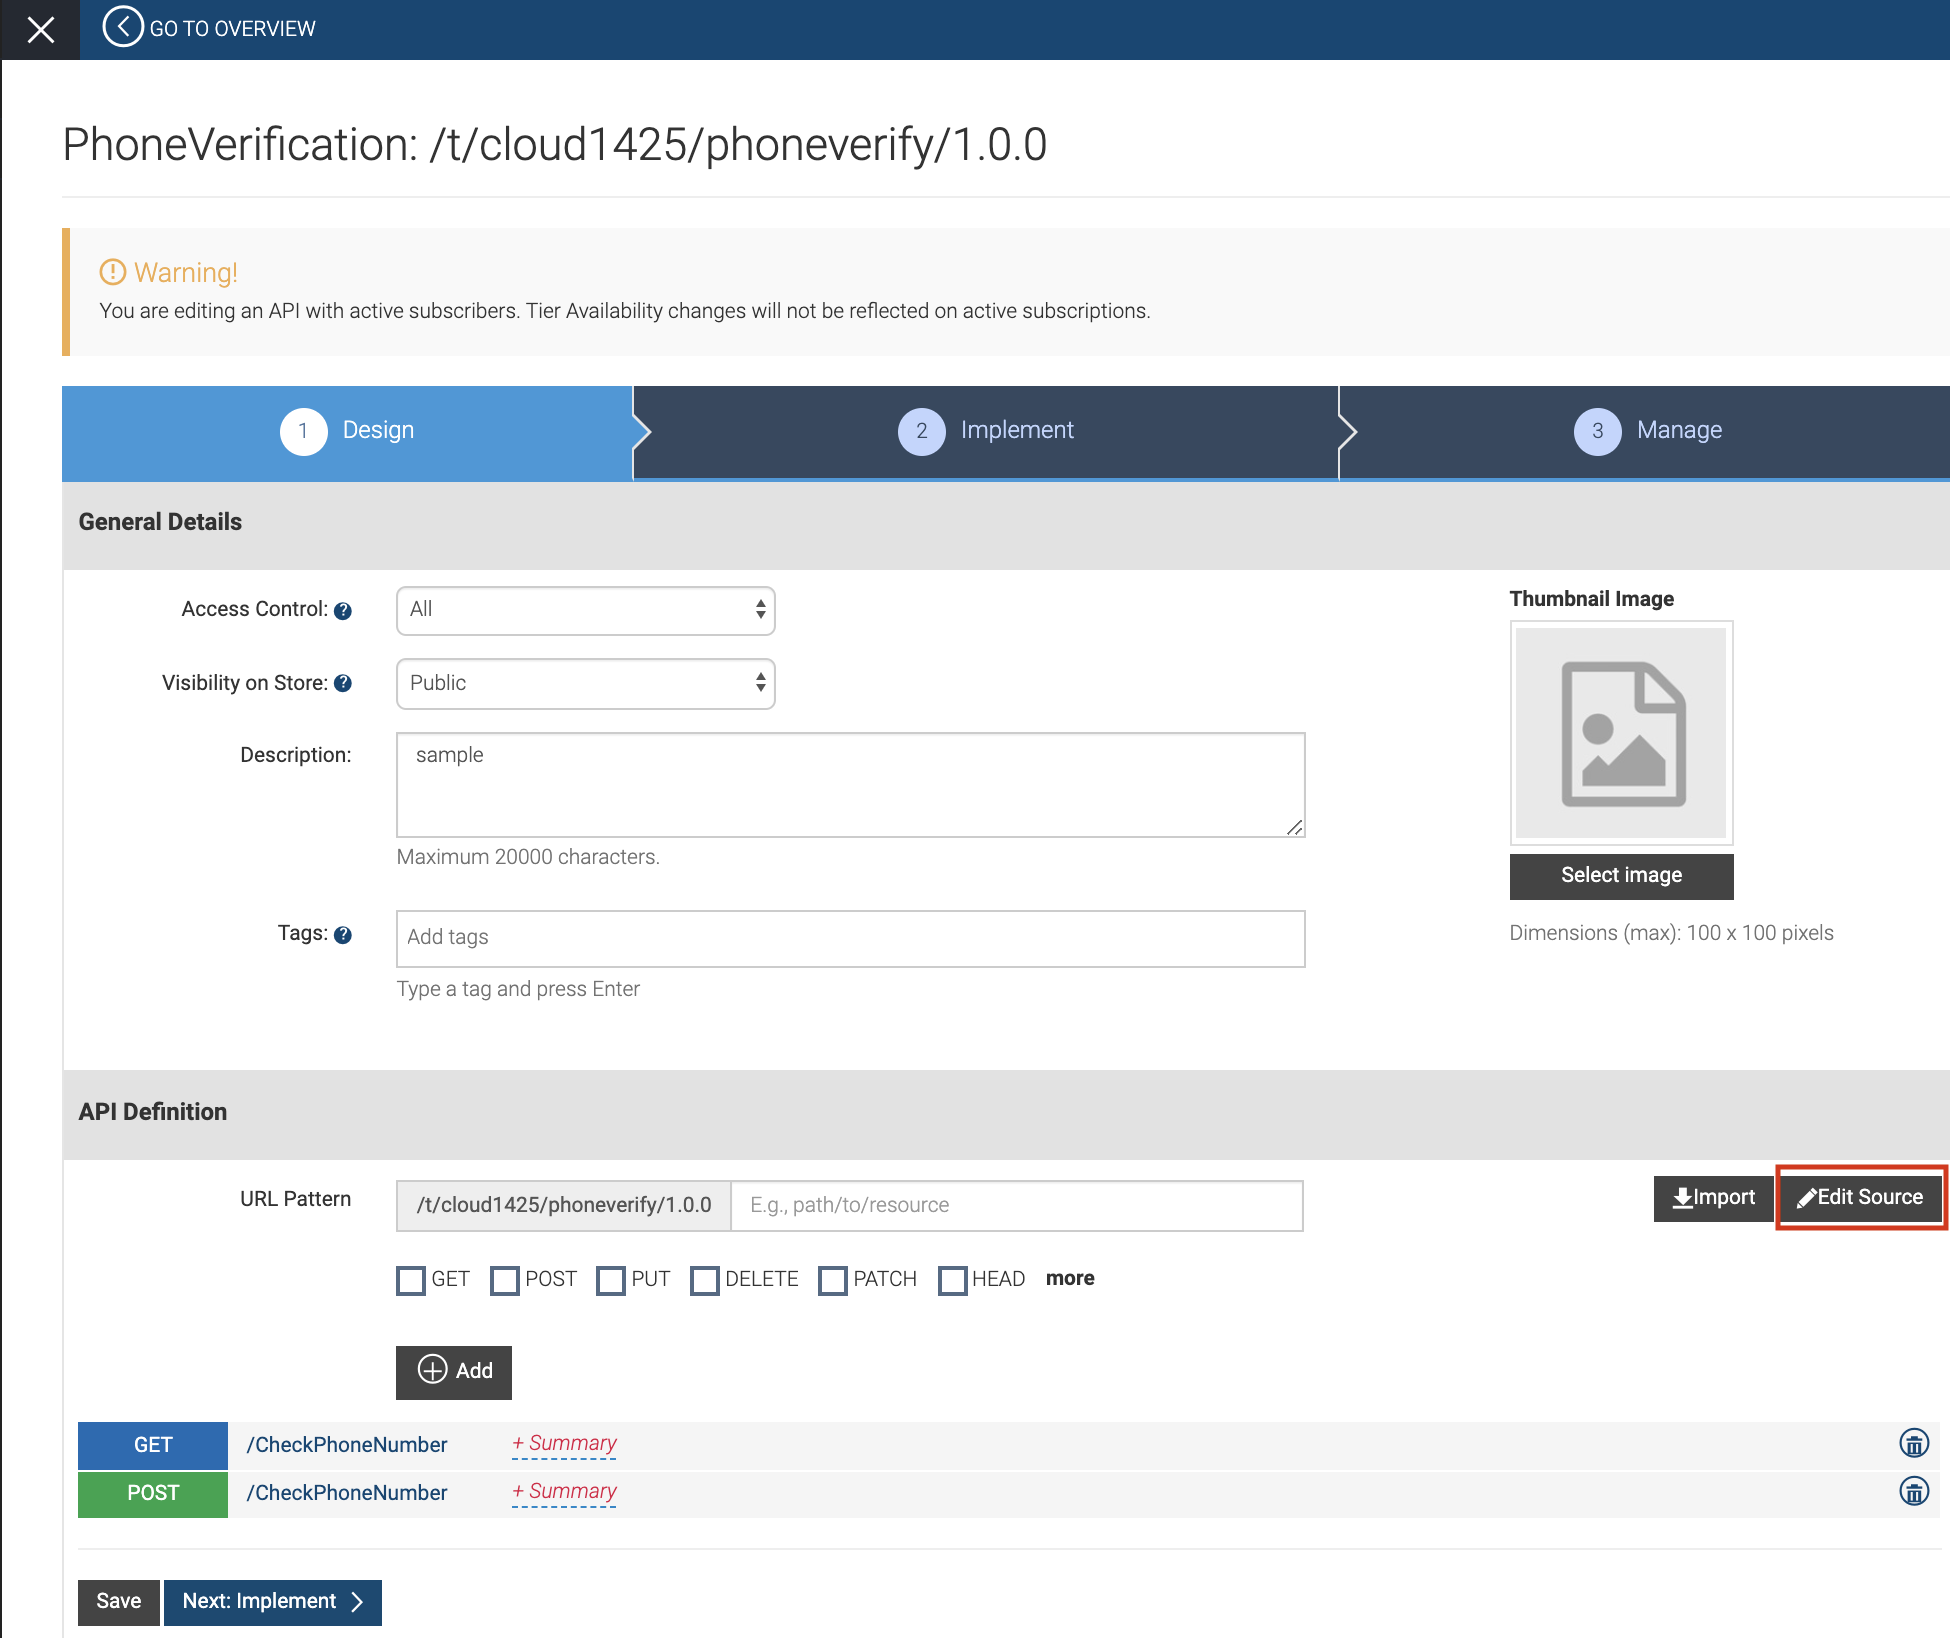 GO TO OVERVIEW
PhoneVerification: /t/cloud1425/phoneverify/1.0.0
Warning!
You are editing an API with active subscribers. Tier Availability changes will not be reflected on active subscriptions.
1 Design
2 Implement
3 Manage
General Details
Access Control: ?
All
Thumbnail Image
Visibility on Store: ?
Public
Description:
sample
Maximum 20000 characters.
Select image
Tags: ?
Add tags
Dimensions (max): 100 x 100 pixels
Type a tag and press Enter
API Definition
URL Pattern
/t/cloud1425/phoneverify/1.0.0
E.g., path/to/resource
Import
Edit Source
GET POST PUT DELETE PATCH HEAD more
Add
GET /CheckPhoneNumber + Summary
POST /CheckPhoneNumber + Summary
Save
Next: Implement